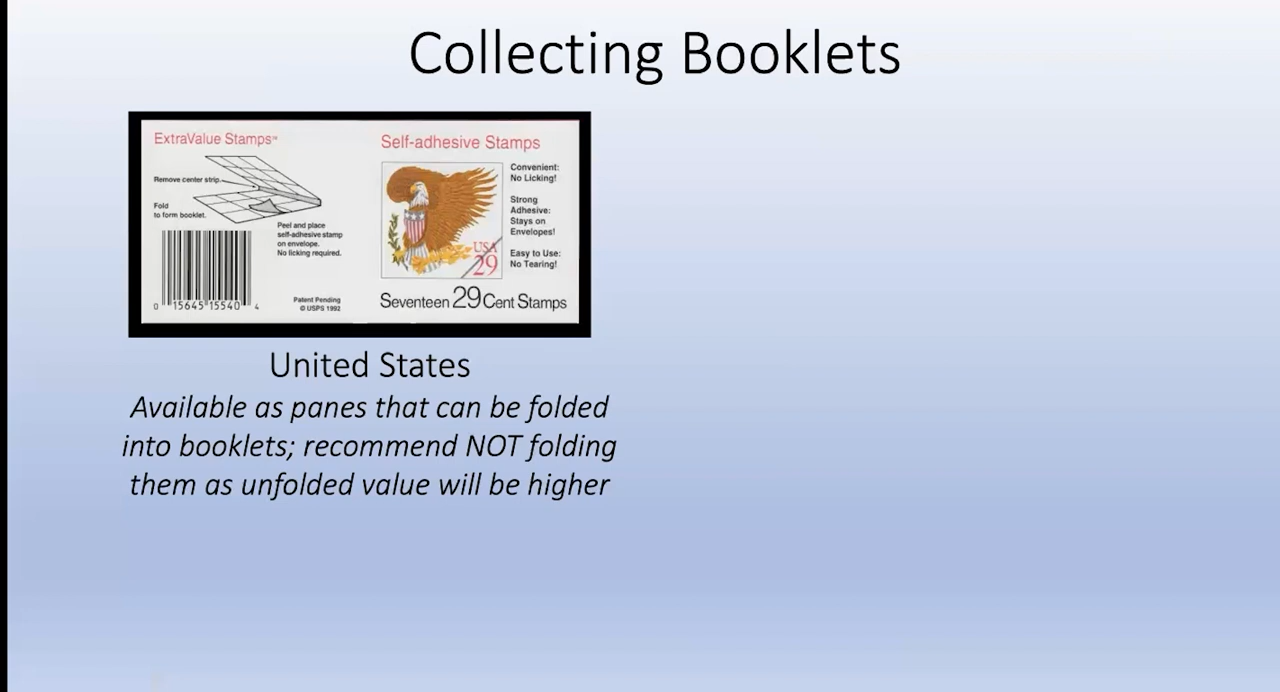 Collecting Booklets
ExtraValue Stamps™
Remove center strip.
Fold
to form booklet.
Peel and place
self-adhesive stamp
on envelope.
No licking required.
0 15645 15540 4
Patent Pending
© USPS 1992
Self-adhesive Stamps
USA
29
Convenient:
No Licking!
Strong
Adhesive:
Stays on
Envelopes!
Easy to Use:
No Tearing!
Seventeen 29 Cent Stamps
United States
Available as panes that can be folded
into booklets; recommend NOT folding
them as unfolded value will be higher